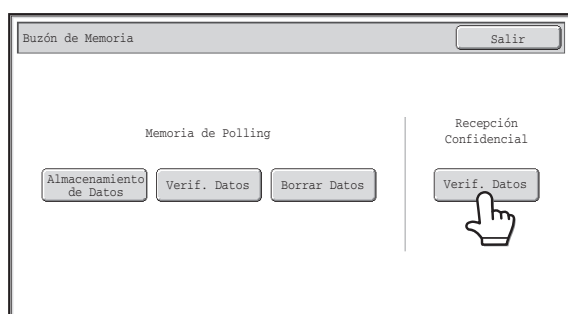 Buzón de Memoria
Salir
Memoria de Polling
Almacenamiento
de Datos
Verif. Datos
Borrar Datos
Recepción
Confidencial
Verif. Datos